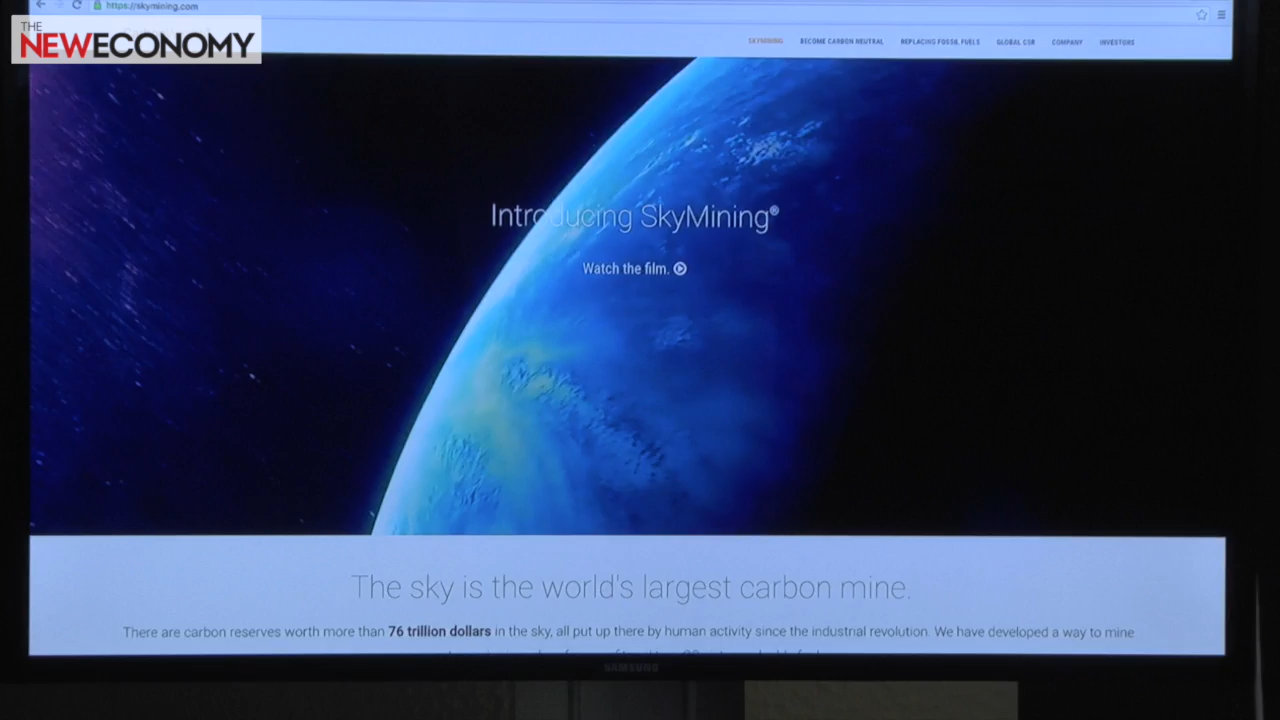 https://skymining.com
THE
NEWECONOMY
SKYMINING BECOME CARBON NEUTRAL REPLACING FOSSIL FUELS GLOBAL CSR COMPANY INVESTORS
Introducing SkyMining®
Watch the film.
The sky is the world's largest carbon mine.
There are carbon reserves worth more than 76 trillion dollars in the sky, all put up there by human activity since the industrial revolution. We have developed a way to mine
SAMSUNG